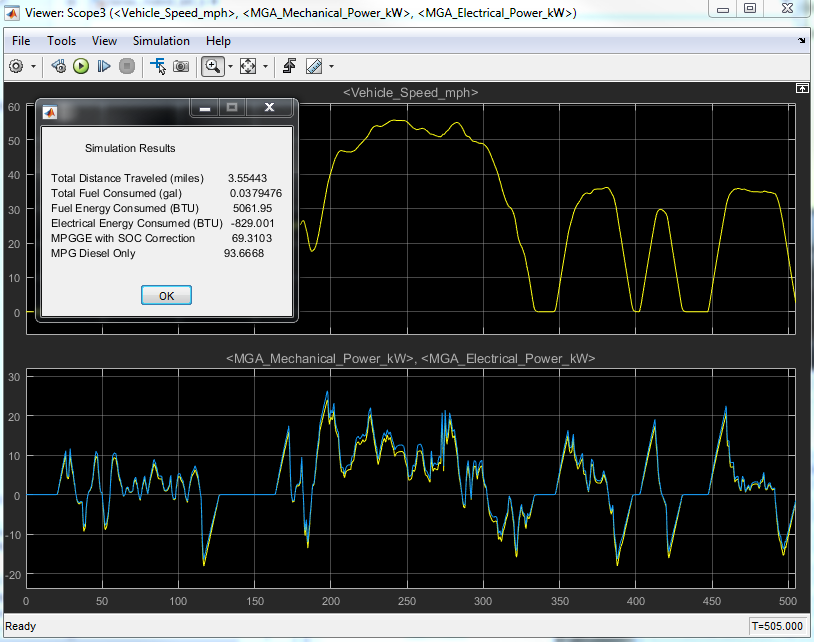 Viewer: Scope3 (<Vehicle_Speed_mph>, <MGA_Mechanical_Power_kW>, <MGA_Electrical_Power_kW>)
File Tools View Simulation Help
<Vehicle_Speed_mph>
60
50
40
30
20
10
0
Simulation Results
Total Distance Traveled (miles) 3.55443
Total Fuel Consumed (gal) 0.0379476
Fuel Energy Consumed (BTU) 5061.95
Electrical Energy Consumed (BTU) -829.001
MPGGE with SOC Correction 69.3103
MPG Diesel Only 93.6668
OK
<MGA_Mechanical_Power_kW>, <MGA_Electrical_Power_kW>
30
20
10
0
-10
-20
0 50 100 150 200 250 300 350 400 450 500
Ready T=505.000